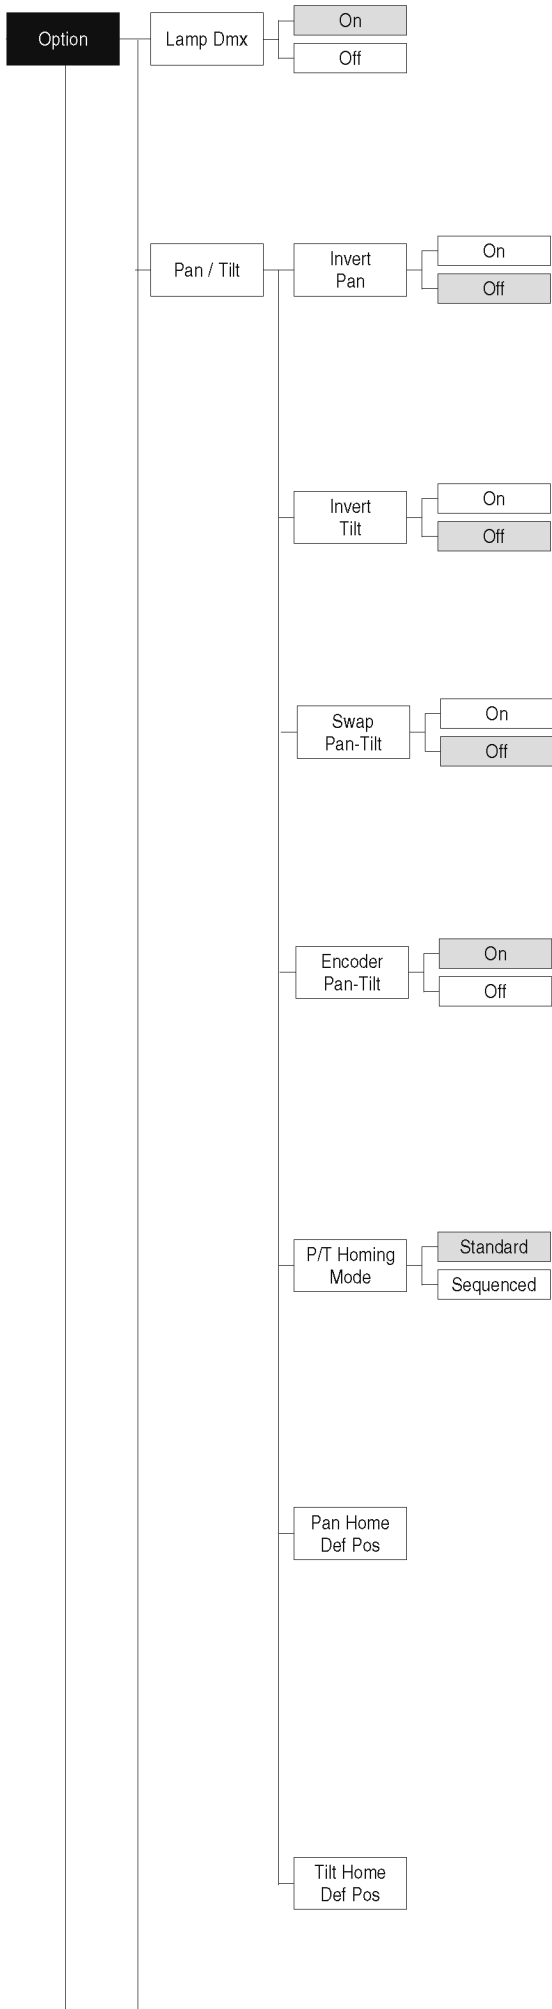 Option
Lamp Dmx
On
Off
Pan / Tilt
Invert
Pan
On
Off
Invert
Tilt
On
Off
Swap
Pan-Tilt
On
Off
Encoder
Pan-Tilt
On
Off
P/T Homing
Mode
Standard
Sequenced
Pan Home
Def Pos
Tilt Home
Def Pos